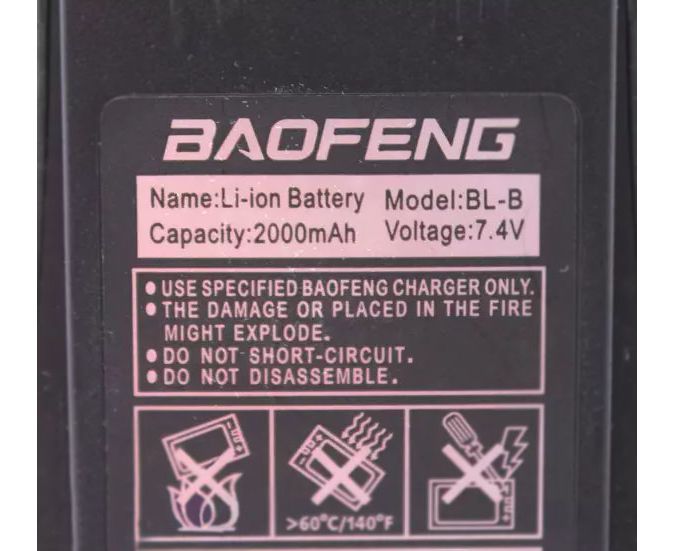 BAOFENG
Name:Li-ion Battery Model:BL-B
Capacity:2000mAh Voltage:7.4V
• USE SPECIFIED BAOFENG CHARGER ONLY.
• THE DAMAGE OR PLACED IN THE FIRE
MIGHT EXPLODE.
• DO NOT SHORT-CIRCUIT.
• DO NOT DISASSEMBLE.
>60°C/140°F